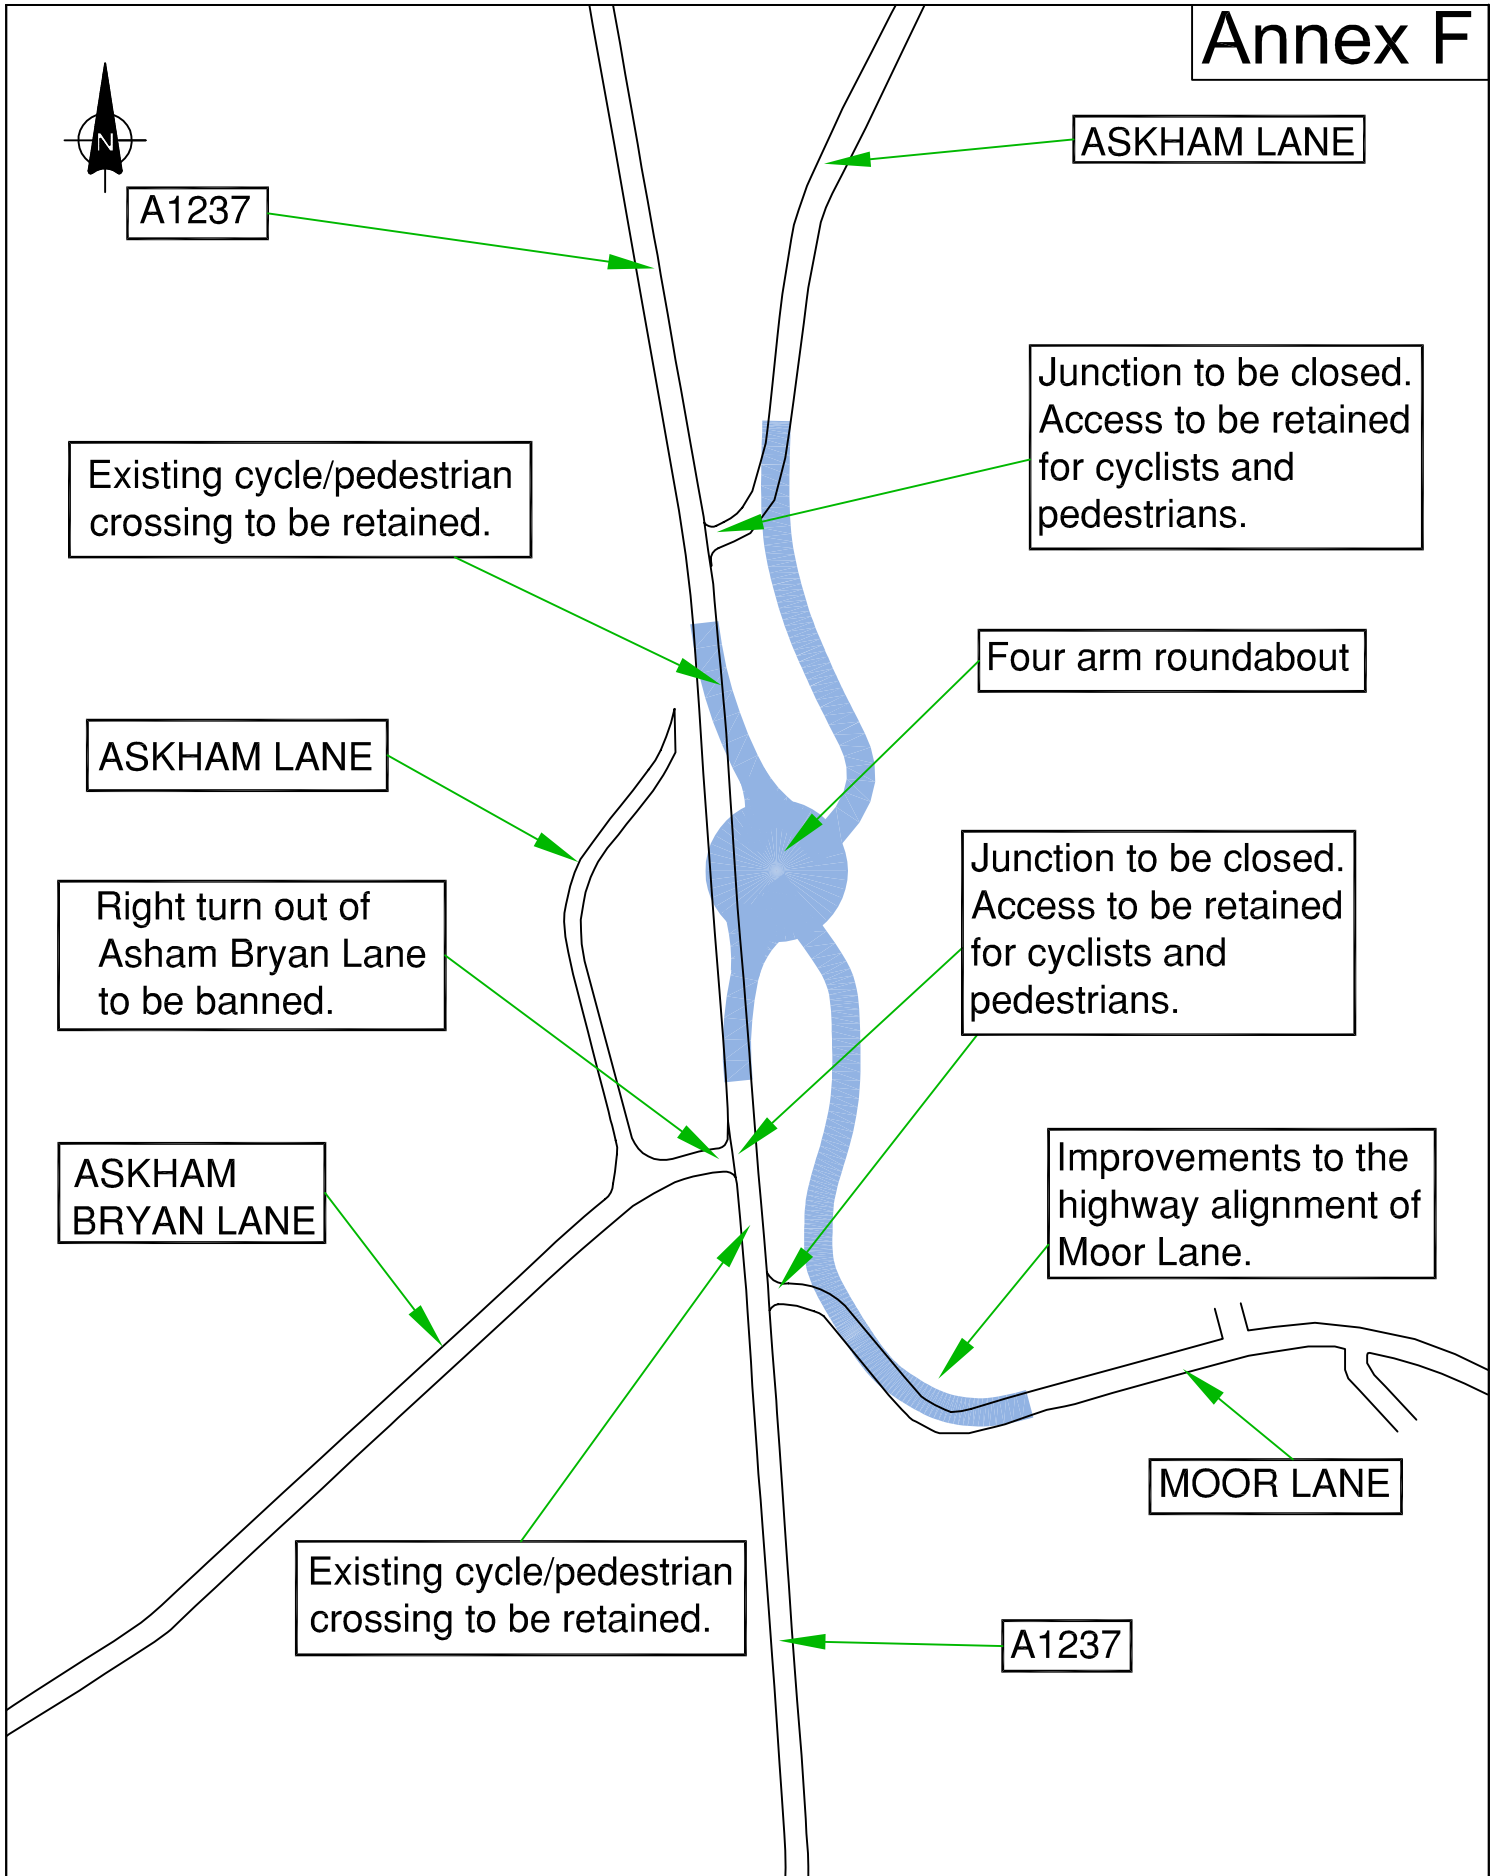 Annex F
N
ASKHAM LANE
A1237
Junction to be closed.
Access to be retained
for cyclists and
pedestrians.
Existing cycle/pedestrian
crossing to be retained.
Four arm roundabout
ASKHAM LANE
Junction to be closed.
Access to be retained
for cyclists and
pedestrians.
Right turn out of
Asham Bryan Lane
to be banned.
ASKHAM
BRYAN LANE
Improvements to the
highway alignment of
Moor Lane.
MOOR LANE
Existing cycle/pedestrian
crossing to be retained.
A1237